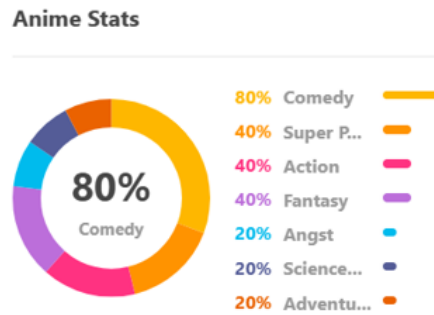 Anime Stats
80% Comedy
40% Super P...
40% Action
40% Fantasy
20% Angst
20% Science...
20% Adventu...
80%
Comedy